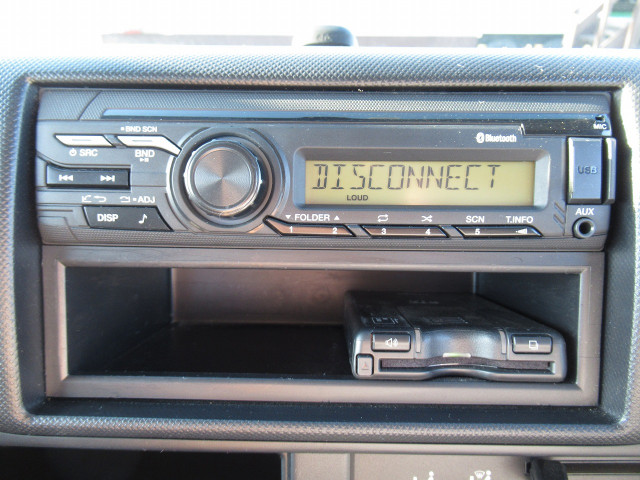 BND SCN
Bluetooth
MIC
SRC
BND
USB
DISCONNECT
LOUD
ADJ
DISP
FOLDER
SCN
T.INFO
AUX
1
2
3
4
5